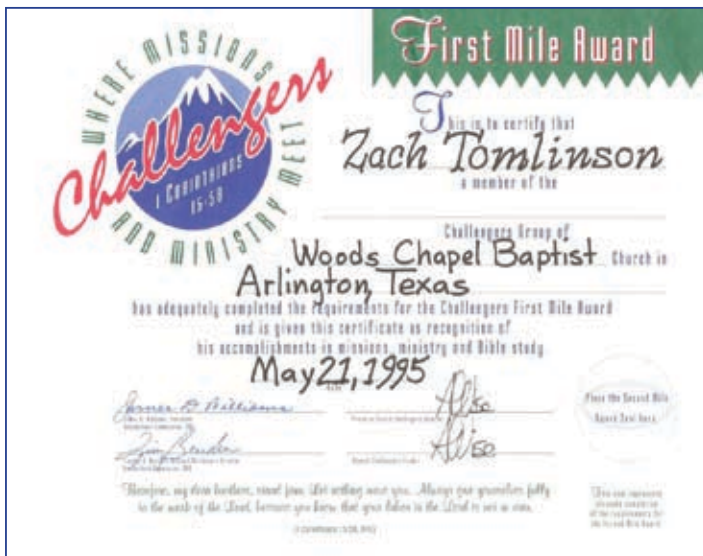 WHERE MISSIONS
AND MINISTRY MEET
Challengers
I CORINTHIANS
15:58
First Mile Award
This is to certify that
Zach Tomlinson
a member of the
Challengers Group of
Woods Chapel Baptist Church in
Arlington, Texas
has adequately completed the requirements for the Challengers First Mile Award
and is given this certificate as recognition of
his accomplishments in missions, ministry and Bible study
May 21, 1995
James D. Williams
Place the Second Mile
Award Seal here.
Therefore, my dear brothers, stand firm. Let nothing move you. Always give yourselves fully
to the work of the Lord, because you know that your labor in the Lord is not in vain.